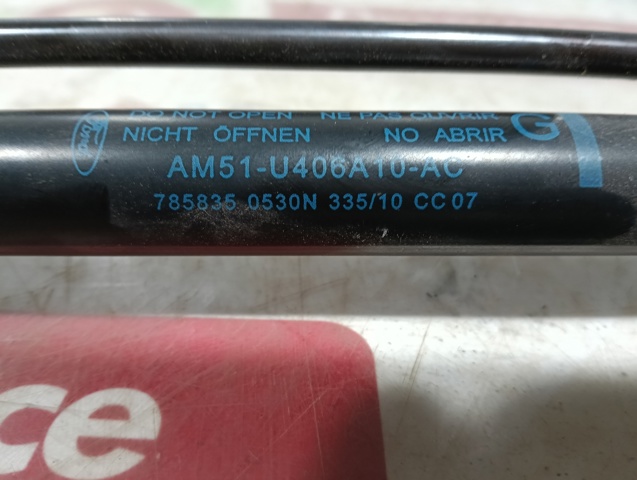 DO NOT OPEN NE PAS OUVRIR
Ford NICHT ÖFFNEN NO ABRIR G
AM51-U406A10-AC
785835 0530N 335/10 CC07
ce